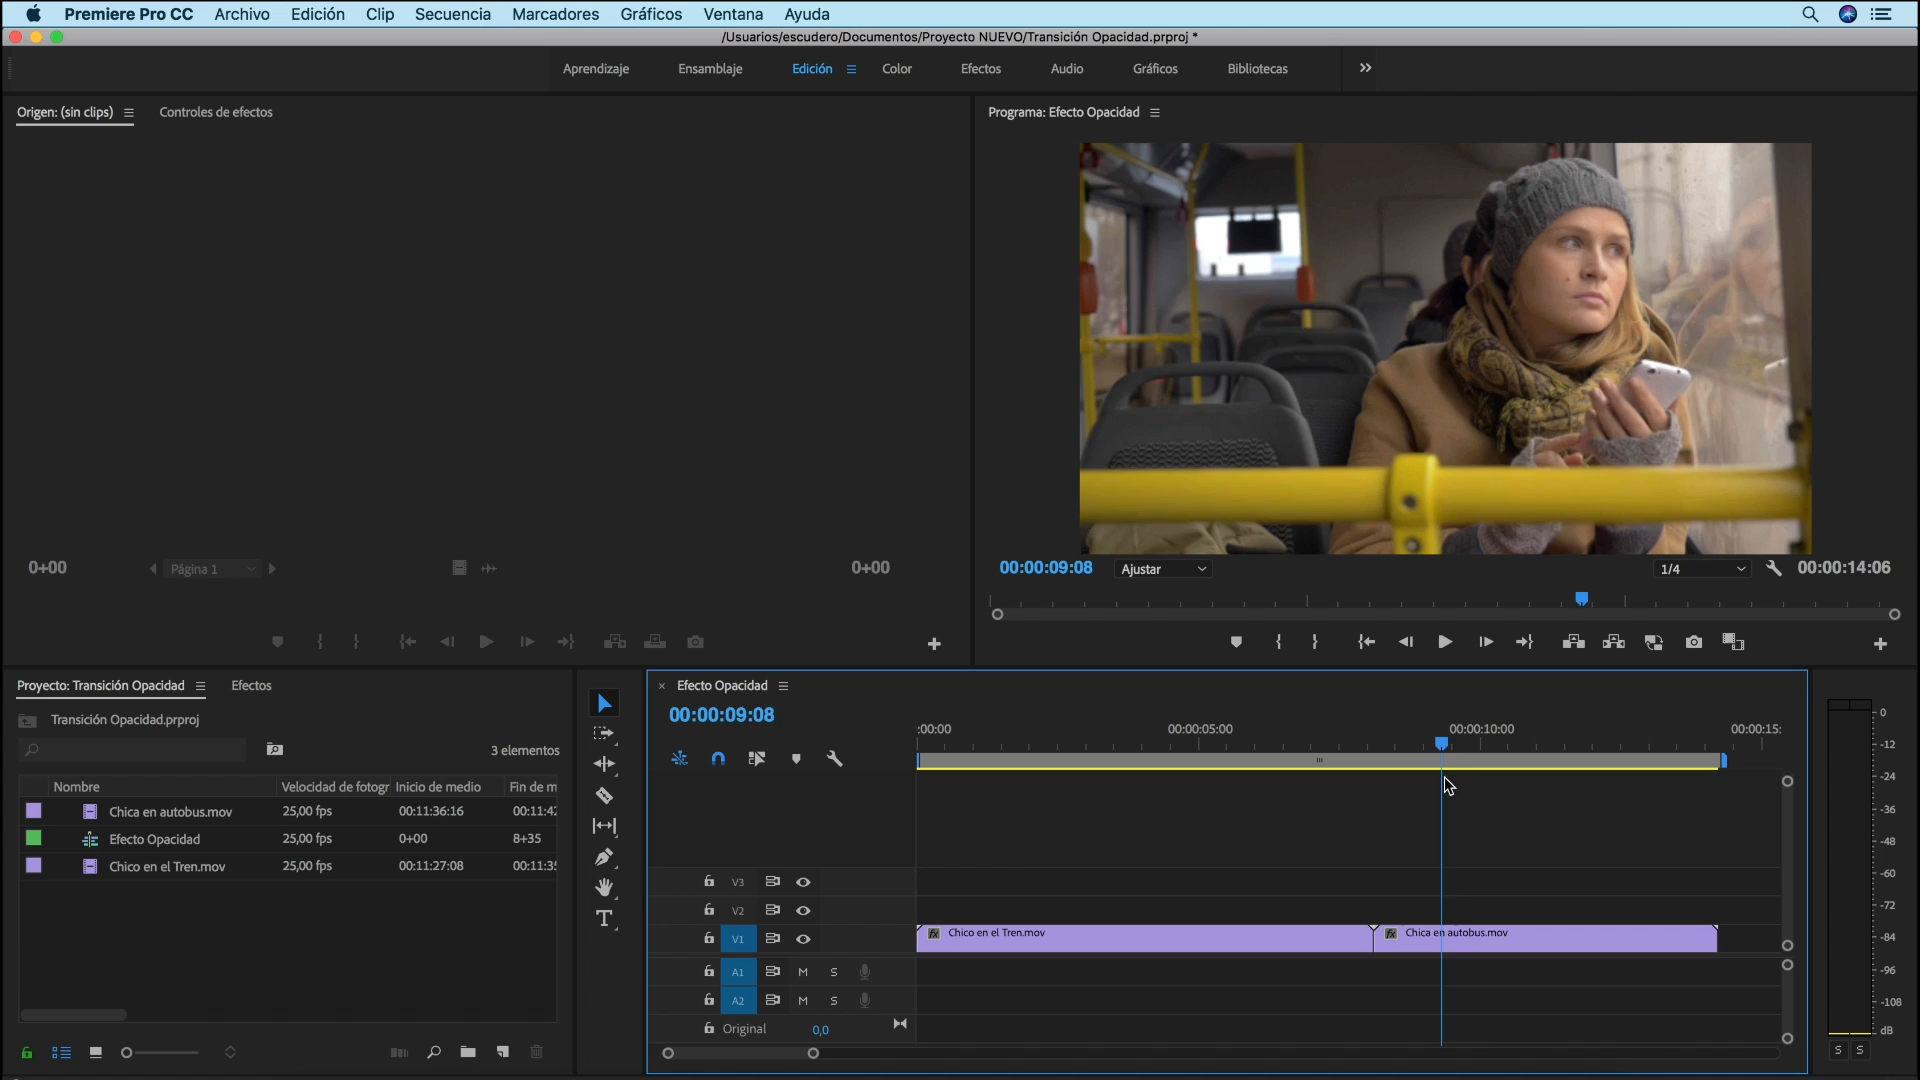 Premiere Pro CC Archivo Edición Clip Secuencia Marcadores Gráficos Ventana Ayuda
/Usuarios/escudero/Documentos/Proyecto NUEVO/Transición Opacidad.prproj *
Aprendizaje Ensamblaje Edición Color Efectos Audio Gráficos Bibliotecas
Origen: (sin clips) Controles de efectos
Programa: Efecto Opacidad
0+00 Página 1 0+00
00:00:09:08 Ajustar 1/4 00:00:14:06
Proyecto: Transición Opacidad Efectos
Transición Opacidad.prproj
3 elementos
Nombre Velocidad de fotogr Inicio de medio Fin de m
Chica en autobus.mov 25,00 fps 00:11:36:16 00:11:42
Efecto Opacidad 25,00 fps 0+00 8+35
Chico en el Tren.mov 25,00 fps 00:11:27:08 00:11:35
Efecto Opacidad
00:00:09:08
:00:00 00:00:05:00 00:00:10:00 00:00:15:
V3
V2
V1 fx Chico en el Tren.mov fx Chica en autobus.mov
A1 M S
A2 M S
Original 0,0
0
-12
-24
-36
-48
-60
-72
-84
-96
-108
dB
S S